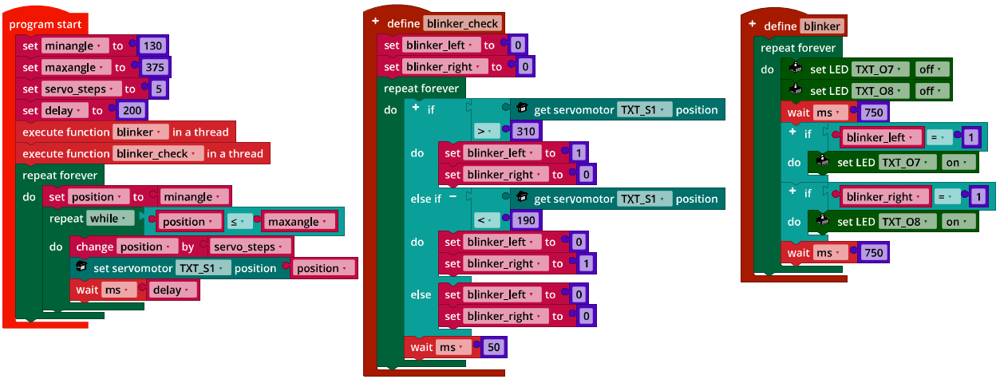 program start
set minangle to 130
set maxangle to 375
set servo_steps to 5
set delay to 200
execute function blinker in a thread
execute function blinker_check in a thread
repeat forever
do set position to minangle
repeat while position ≤ maxangle
do change position by servo_steps
set servomotor TXT_S1 position position
wait ms delay
+ define blinker_check
set blinker_left to 0
set blinker_right to 0
repeat forever
do + if get servomotor TXT_S1 position
> 310
do set blinker_left to 1
set blinker_right to 0
else if − get servomotor TXT_S1 position
< 190
do set blinker_left to 0
set blinker_right to 1
else set blinker_left to 0
set blinker_right to 0
wait ms 50
+ define blinker
repeat forever
do set LED TXT_O7 off
set LED TXT_O8 off
wait ms 750
+ if blinker_left = 1
do set LED TXT_O7 on
+ if blinker_right = 1
do set LED TXT_O8 on
wait ms 750